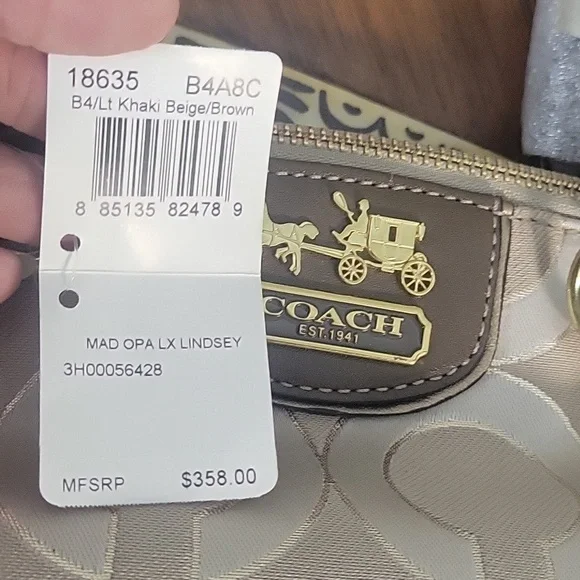 18635 B4A8C
B4/Lt Khaki Beige/Brown
8 85135 82478 9
MAD OPA LX LINDSEY
3H00056428
MFSRP $358.00
COACH
EST.1941